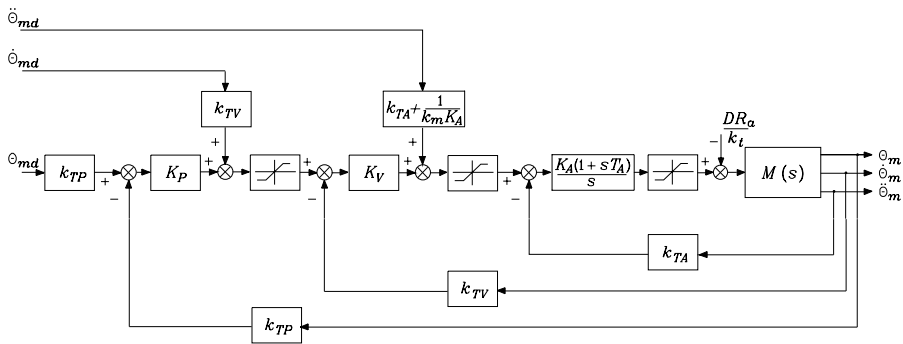 Θ̈md
Θ̇md
kTV
kTA + 1/(km KA)
DRa/kt
Θmd
kTP
+
−
KP
+
+
+
−
KV
+
+
+
−
KA(1+sTA)/s
+
−
M(s)
Θm
Θ̇m
Θ̈m
kTA
kTV
kTP